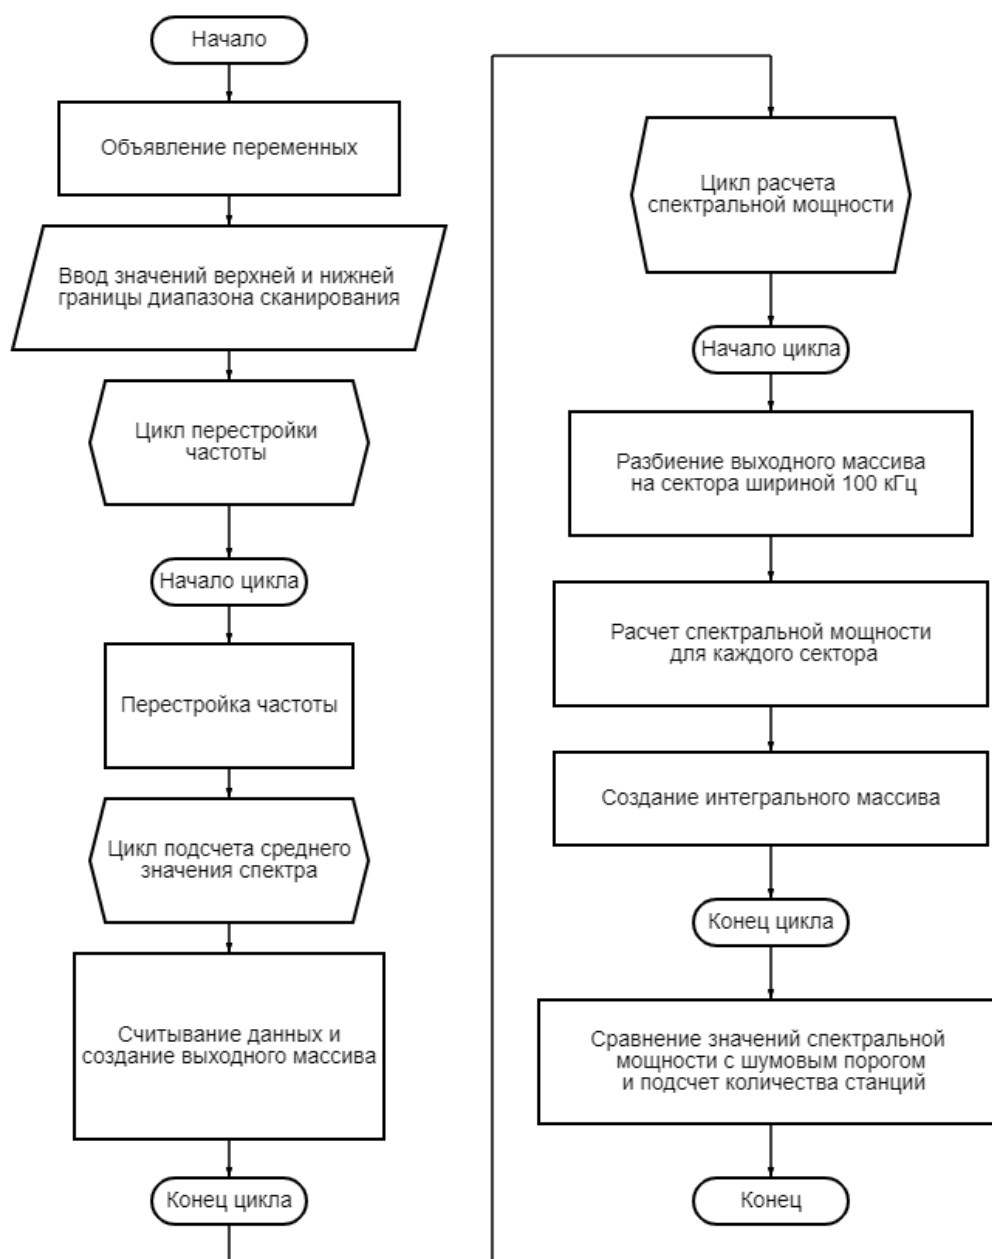 Начало
Объявление переменных
Ввод значений верхней и нижней
границы диапазона сканирования
Цикл перестройки
частоты
Начало цикла
Перестройка частоты
Цикл подсчета среднего
значения спектра
Считывание данных и
создание выходного массива
Конец цикла
Цикл расчета
спектральной мощности
Начало цикла
Разбиение выходного массива
на сектора шириной 100 кГц
Расчет спектральной мощности
для каждого сектора
Создание интегрального массива
Конец цикла
Сравнение значений спектральной
мощности с шумовым порогом
и подсчет количества станций
Конец